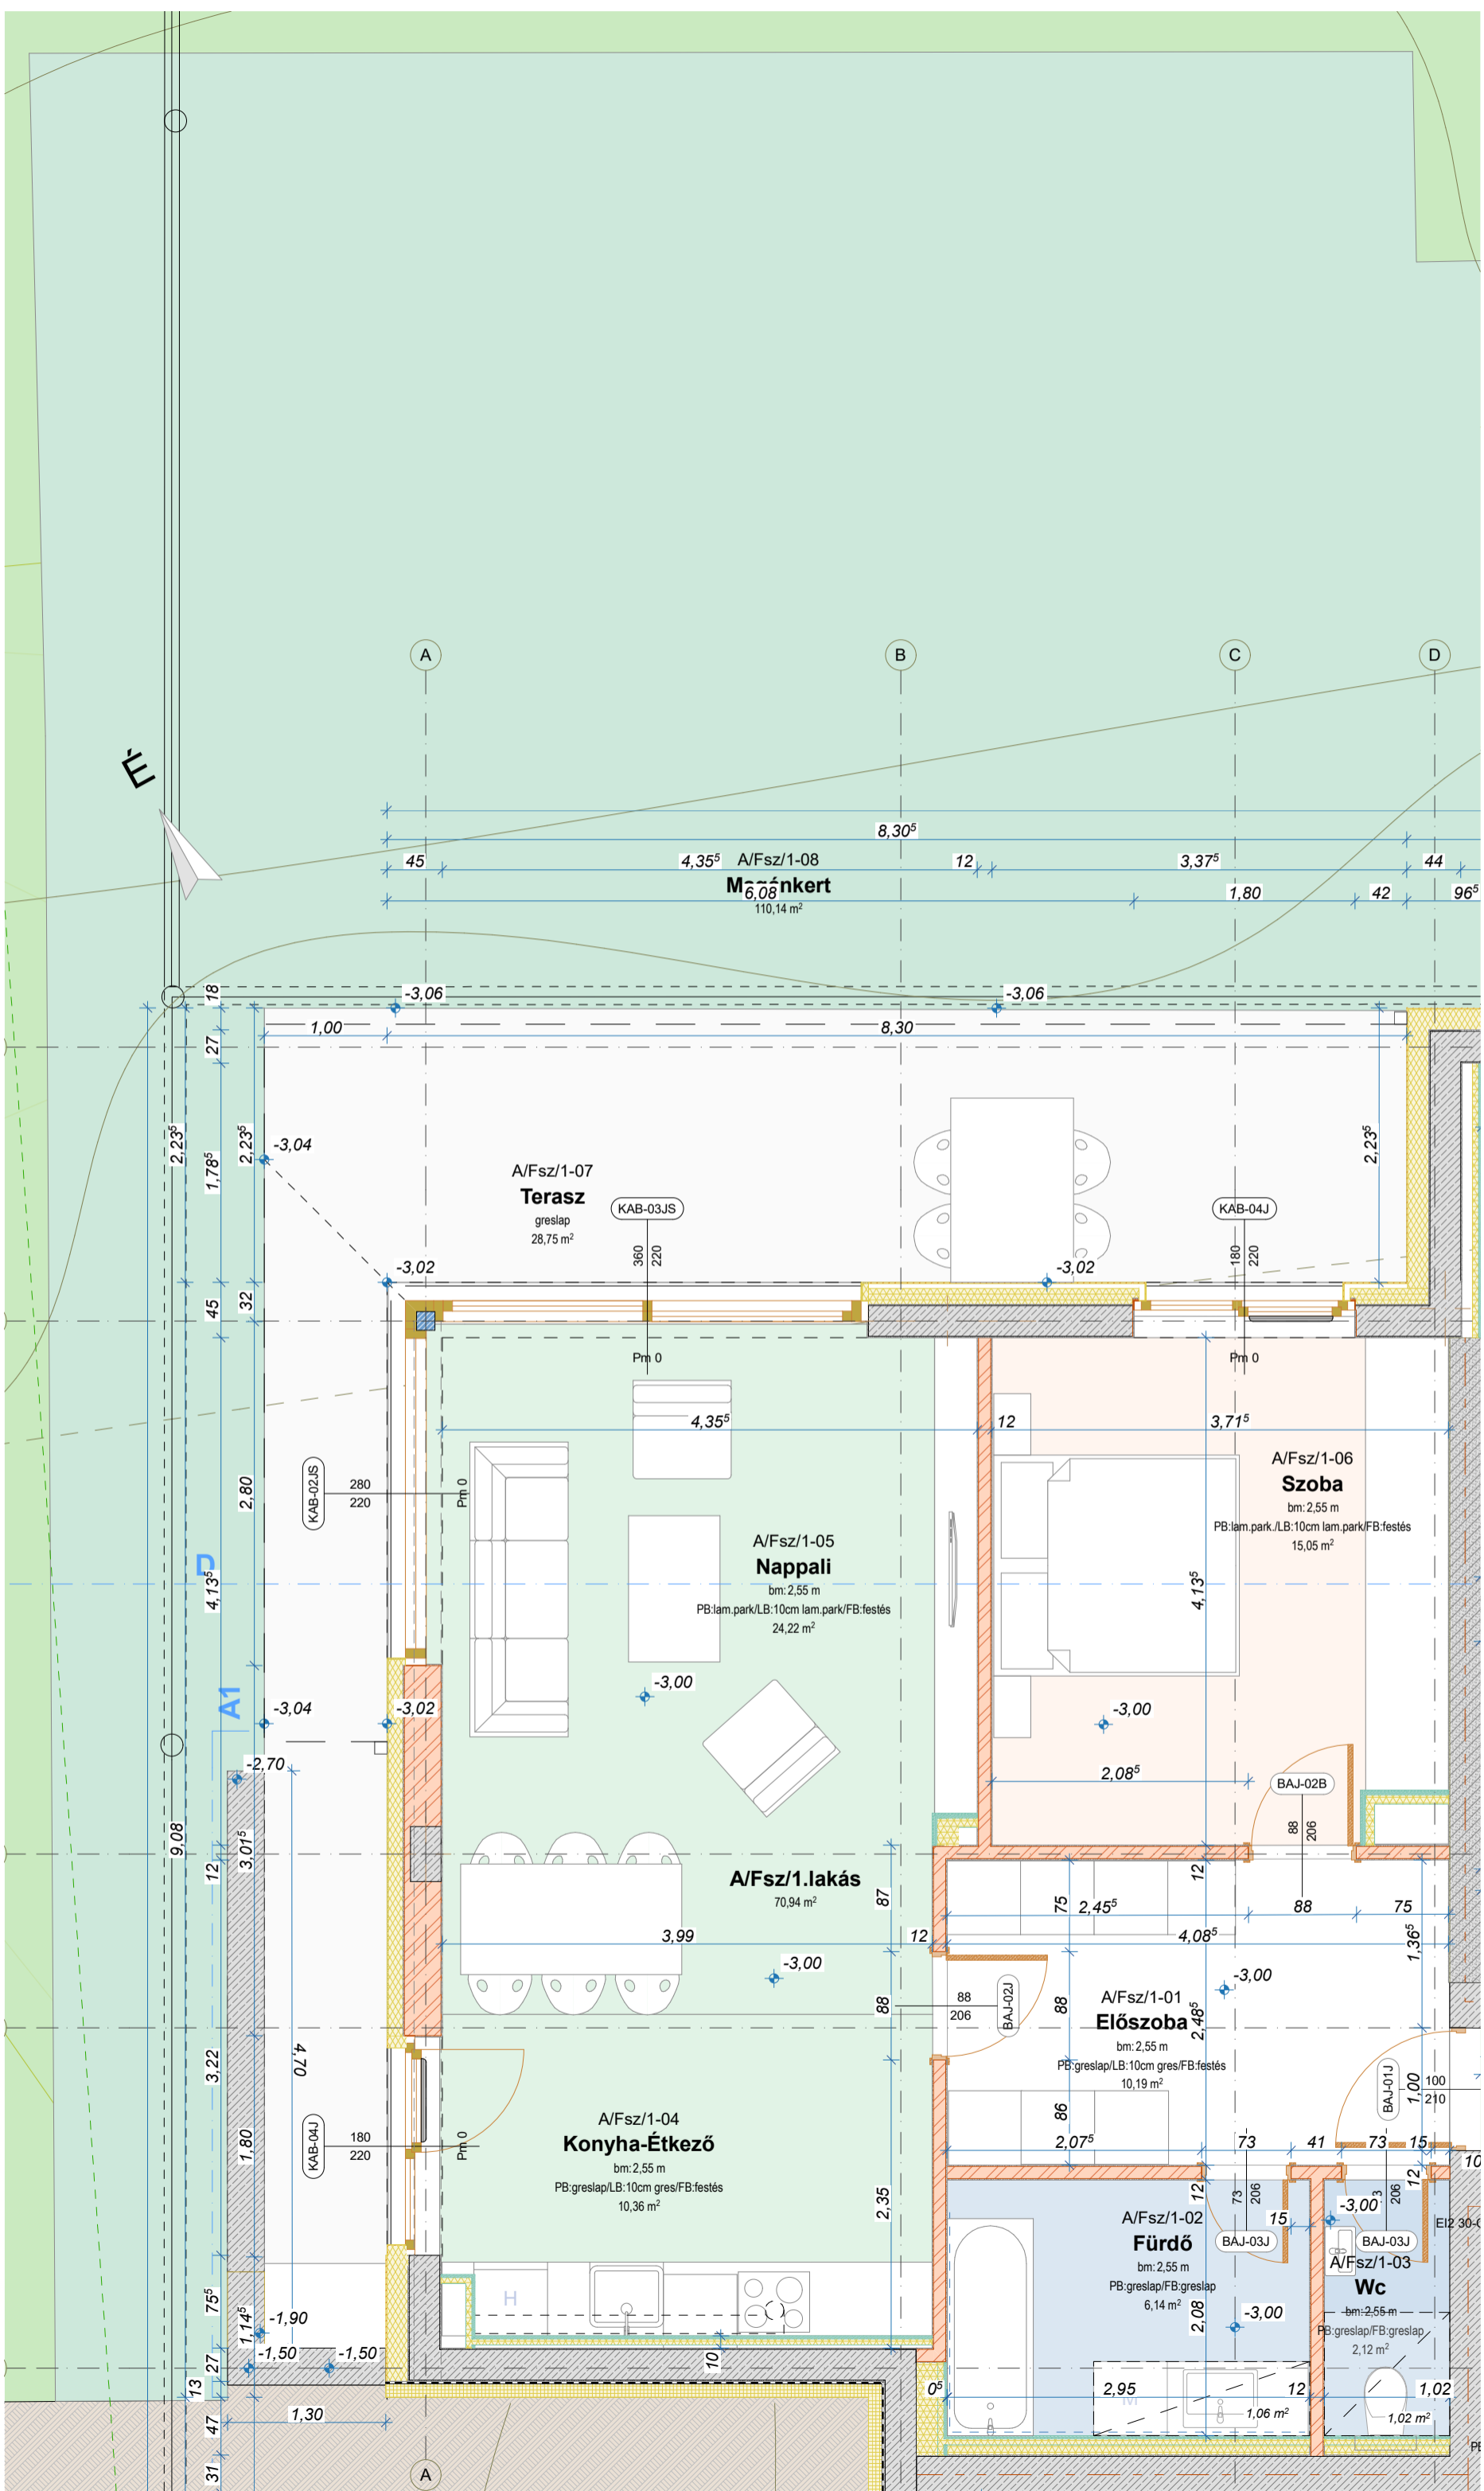 É
A
B
C
D
8,30⁵
45
4,35⁵
12
3,37⁵
44
A/Fsz/1-08
Magánkert
110,14 m²
6,08
1,80
42
96⁵
18
-3,06
-3,06
1,00
8,30
27
2,23⁵
1,78⁵
2,23⁵
-3,04
2,23⁵
A/Fsz/1-07
Terasz
greslap
28,75 m²
KAB-03JS
360
220
KAB-04J
180
220
-3,02
-3,02
45
32
Pm 0
Pm 0
4,35⁵
12
3,71⁵
A/Fsz/1-06
Szoba
bm: 2,55 m
PB:lam.park./LB:10cm lam.park/FB:festés
15,05 m²
KAB-02JS
280
220
Pm 0
2,80
A/Fsz/1-05
Nappali
bm: 2,55 m
PB:lam.park/LB:10cm lam.park/FB:festés
24,22 m²
4,13⁵
4,13⁵
A1
-3,04
-3,02
-3,00
-3,00
-2,70
2,08⁵
BAJ-02B
88
206
9,08
12
3,01⁵
A/Fsz/1.lakás
70,94 m²
87
12
75
2,45⁵
88
75
3,99
12
4,08⁵
1,36⁵
-3,00
-3,00
88
88
206
BAJ-02J
88
A/Fsz/1-01
Előszoba
bm: 2,55 m
PB:greslap/LB:10cm gres/FB:festés
10,19 m²
2,48⁵
3,22
4,70
BAJ-01J
1,00
100
210
KAB-04J
180
220
Pm 0
1,80
A/Fsz/1-04
Konyha-Étkező
bm: 2,55 m
PB:greslap/LB:10cm gres/FB:festés
10,36 m²
86
2,07⁵
73
41
73
15
10
2,35
12
12
73
206
206
-3,00
15
BAJ-03J
BAJ-03J
A/Fsz/1-02
Fürdő
bm: 2,55 m
PB:greslap/FB:greslap
6,14 m²
A/Fsz/1-03
Wc
bm: 2,55 m
PB:greslap/FB:greslap
2,12 m²
H
75⁵
1,14⁵
-1,90
2,08
-3,00
-1,50
-1,50
27
10
13
0⁵
2,95
M
12
1,02
1,06 m²
1,02 m²
1,30
47
31
A